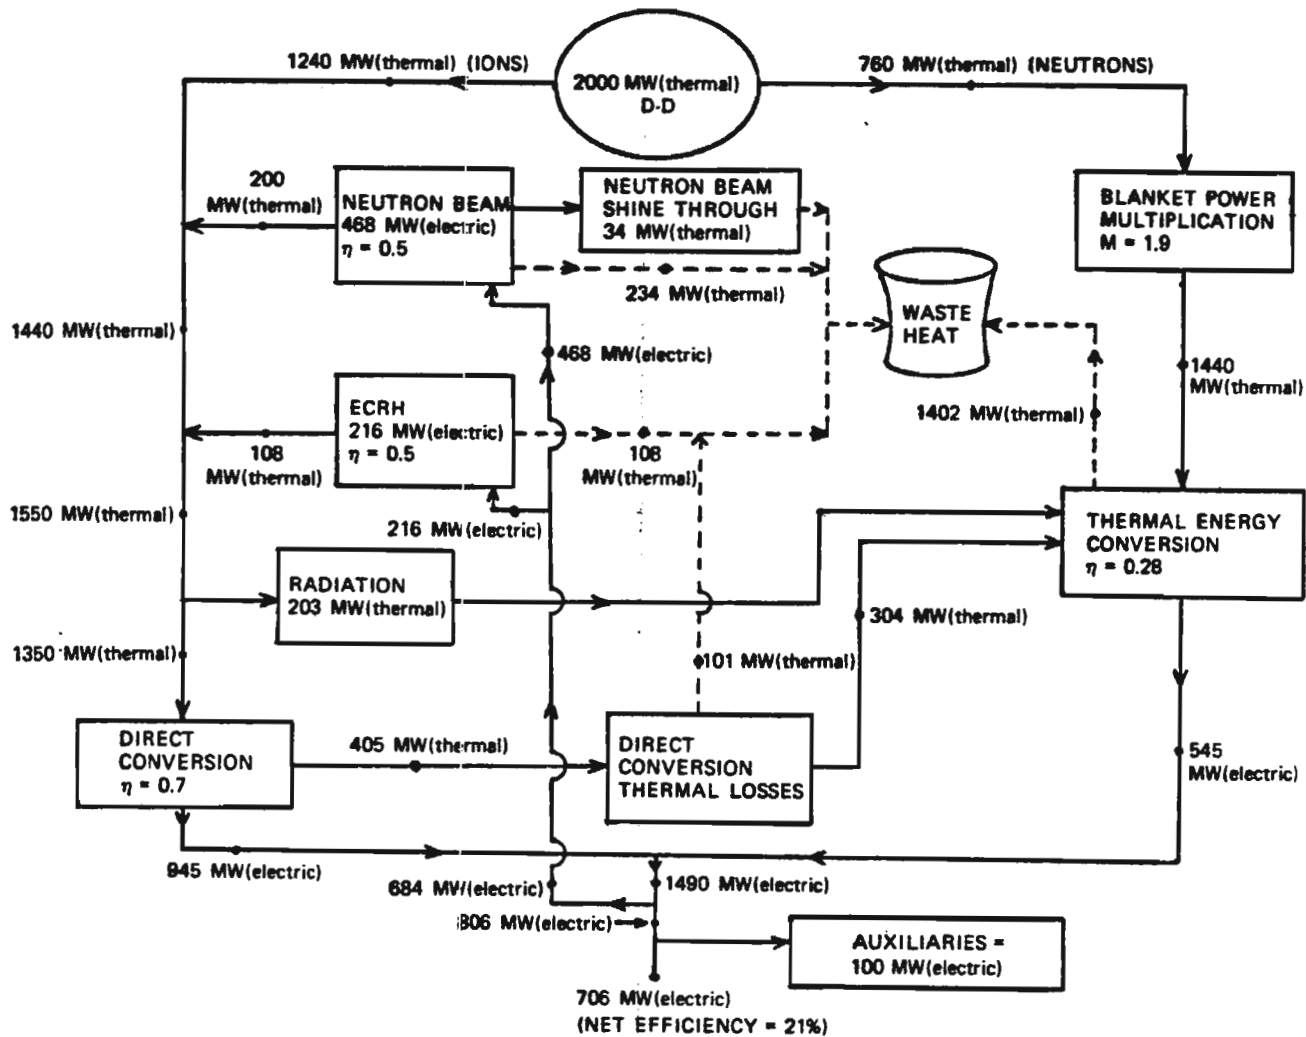 1240 MW(thermal) (IONS)
2000 MW(thermal)
D-D
760 MW(thermal) (NEUTRONS)
200
MW(thermal)
NEUTRON BEAM
468 MW(electric)
η = 0.5
NEUTRON BEAM
SHINE THROUGH
34 MW(thermal)
BLANKET POWER
MULTIPLICATION
M = 1.9
234 MW(thermal)
WASTE
HEAT
1440 MW(thermal)
468 MW(electric)
1440
MW(thermal)
ECRH
216 MW(electric)
η = 0.5
1402 MW(thermal)
108
MW(thermal)
108
MW(thermal)
1550 MW(thermal)
216 MW(electric)
THERMAL ENERGY
CONVERSION
η = 0.28
RADIATION
203 MW(thermal)
304 MW(thermal)
1350 MW(thermal)
101 MW(thermal)
DIRECT
CONVERSION
η = 0.7
405 MW(thermal)
DIRECT
CONVERSION
THERMAL LOSSES
545
MW(electric)
945 MW(electric)
684 MW(electric)
1490 MW(electric)
806 MW(electric)
AUXILIARIES =
100 MW(electric)
706 MW(electric)
(NET EFFICIENCY = 21%)